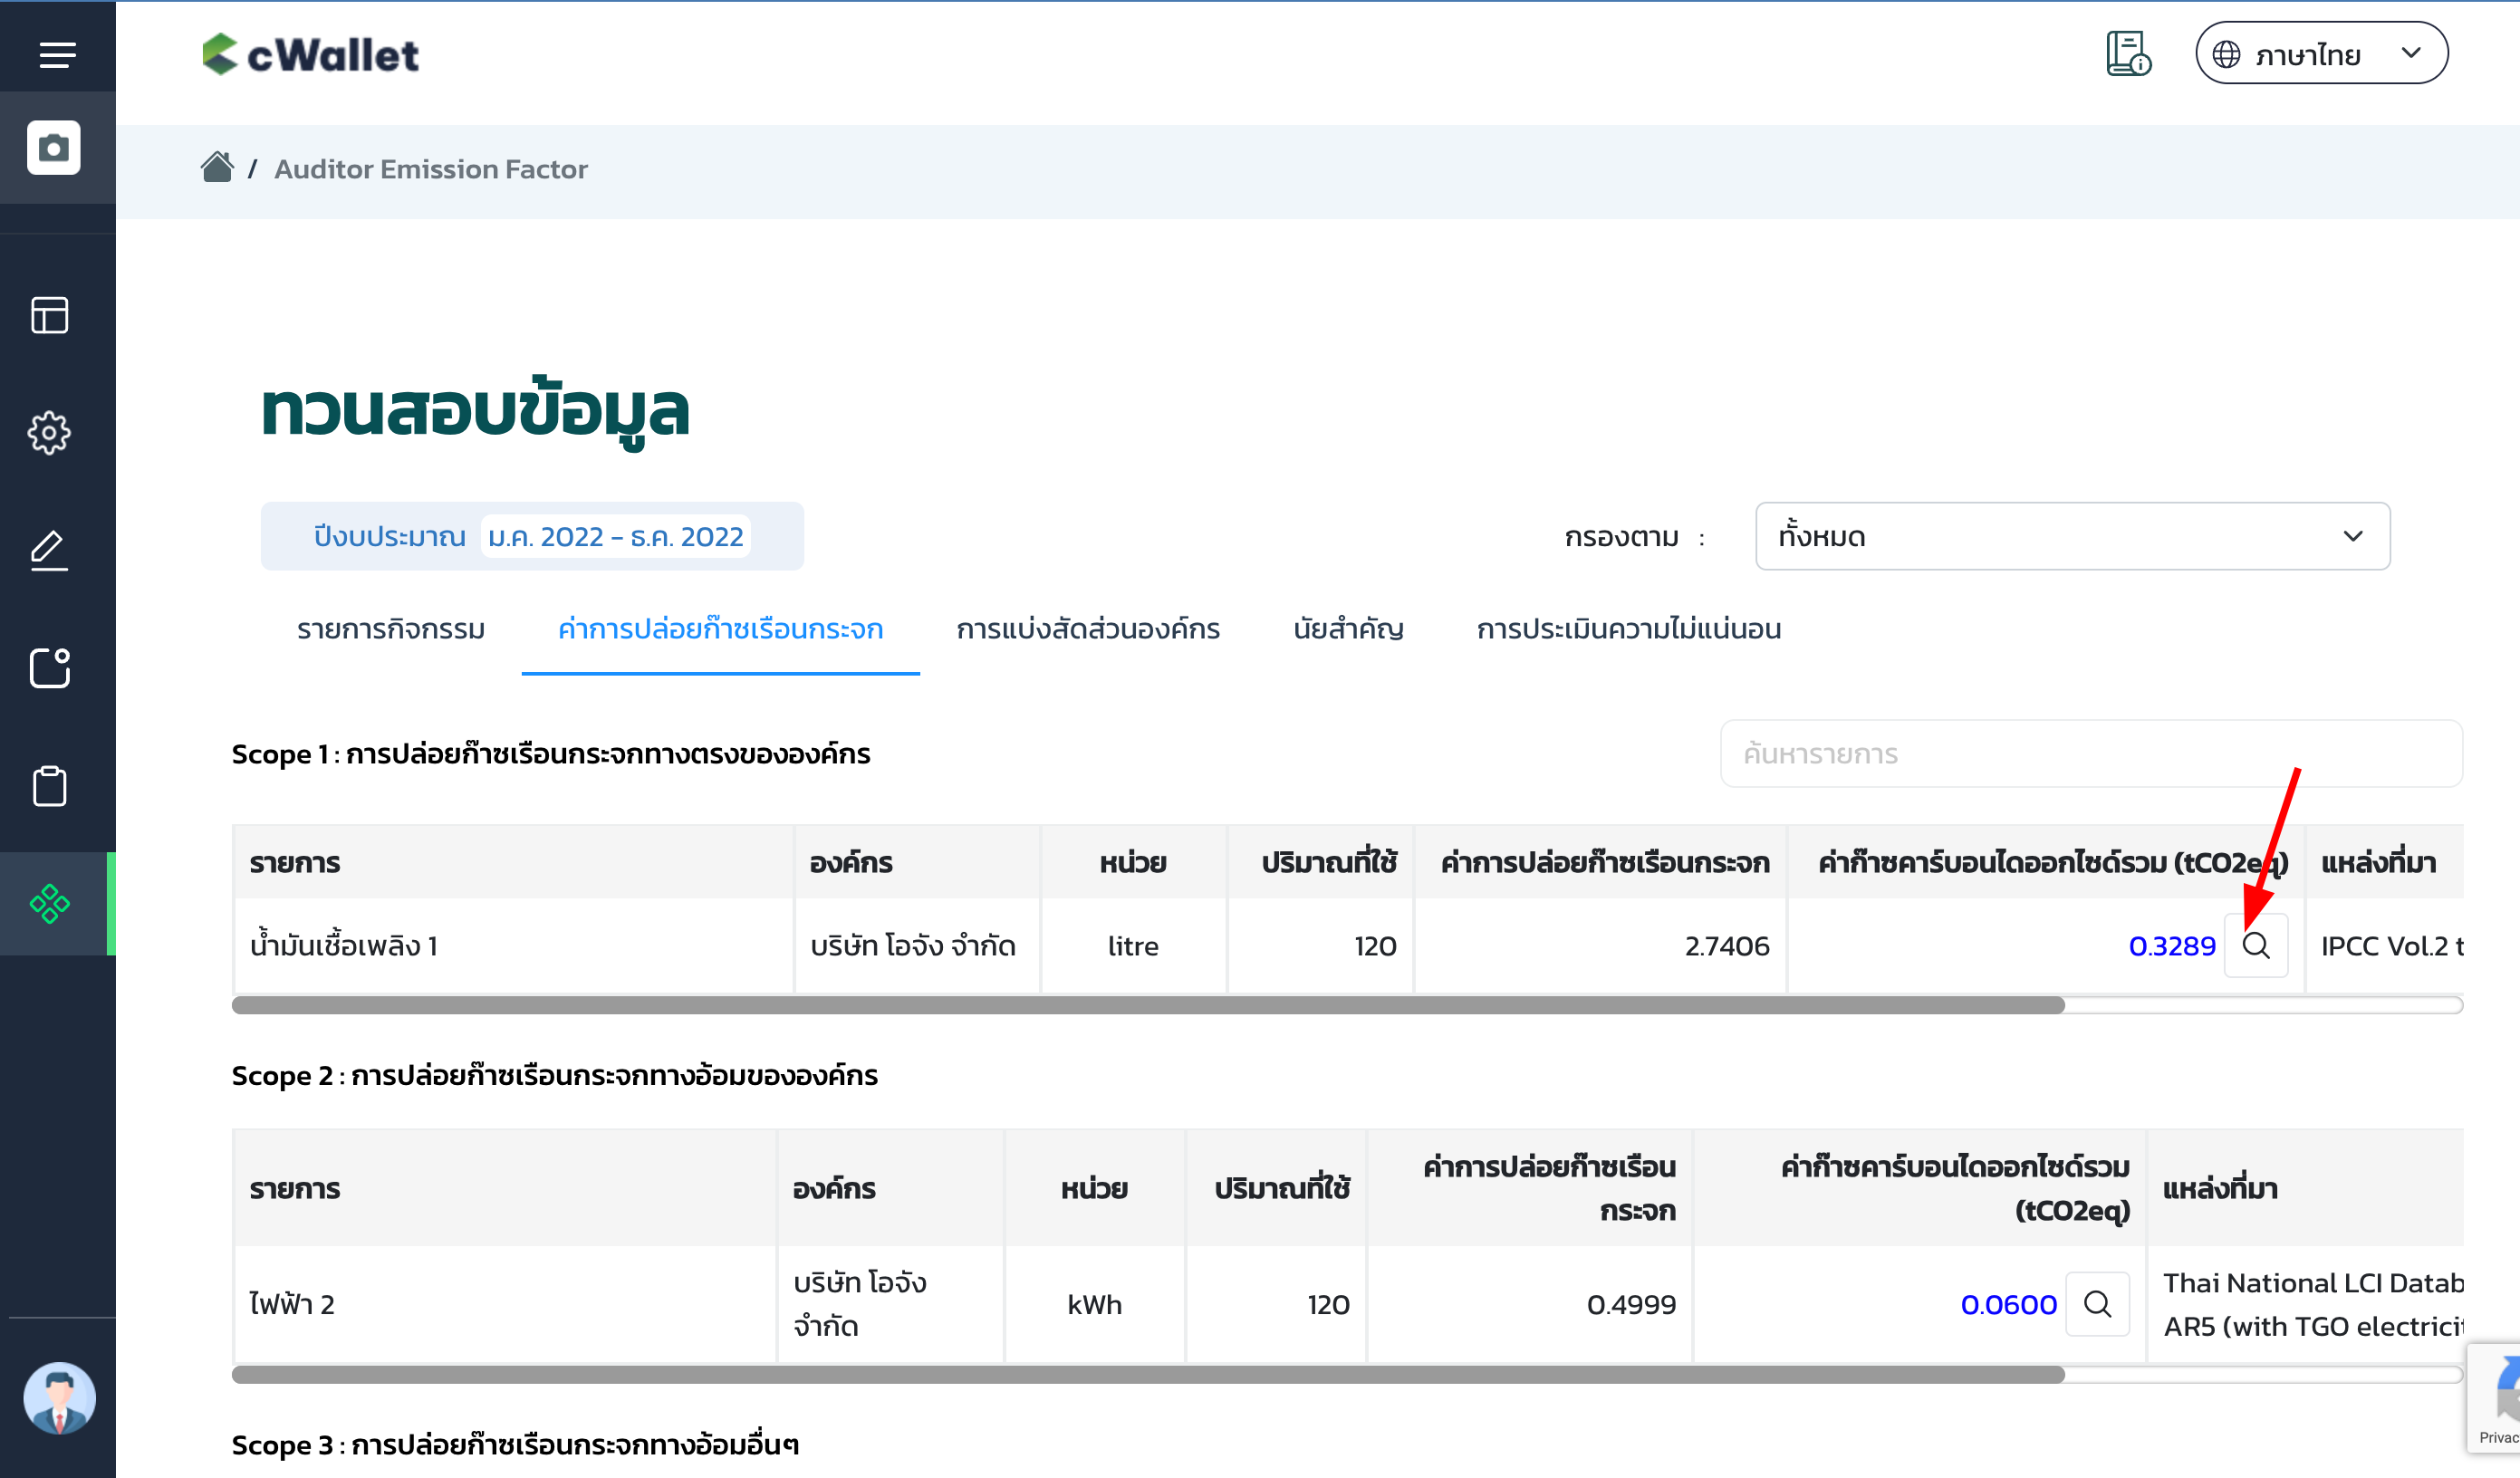 cWallet
ภาษาไทย
/ Auditor Emission Factor
ทวนสอบข้อมูล
ปีงบประมาณ ม.ค. 2022 - ธ.ค. 2022
กรองตาม : ทั้งหมด
รายการกิจกรรม ค่าการปล่อยก๊าซเรือนกระจก การแบ่งสัดส่วนองค์กร นัยสำคัญ การประเมินความไม่แน่นอน
Scope 1 : การปล่อยก๊าซเรือนกระจกทางตรงขององค์กร
ค้นหารายการ
รายการ องค์กร หน่วย ปริมาณที่ใช้ ค่าการปล่อยก๊าซเรือนกระจก ค่าก๊าซคาร์บอนไดออกไซด์รวม (tCO2eq) แหล่งที่มา
น้ำมันเชื้อเพลิง 1 บริษัท โอจัง จำกัด litre 120 2.7406 0.3289 IPCC Vol.2 t
Scope 2 : การปล่อยก๊าซเรือนกระจกทางอ้อมขององค์กร
รายการ องค์กร หน่วย ปริมาณที่ใช้ ค่าการปล่อยก๊าซเรือน
กระจก ค่าก๊าซคาร์บอนไดออกไซด์รวม
(tCO2eq) แหล่งที่มา
ไฟฟ้า 2 บริษัท โอจัง
จำกัด kWh 120 0.4999 0.0600 Thai National LCI Datab
AR5 (with TGO electricit
Scope 3 : การปล่อยก๊าซเรือนกระจกทางอ้อมอื่นๆ
Privac